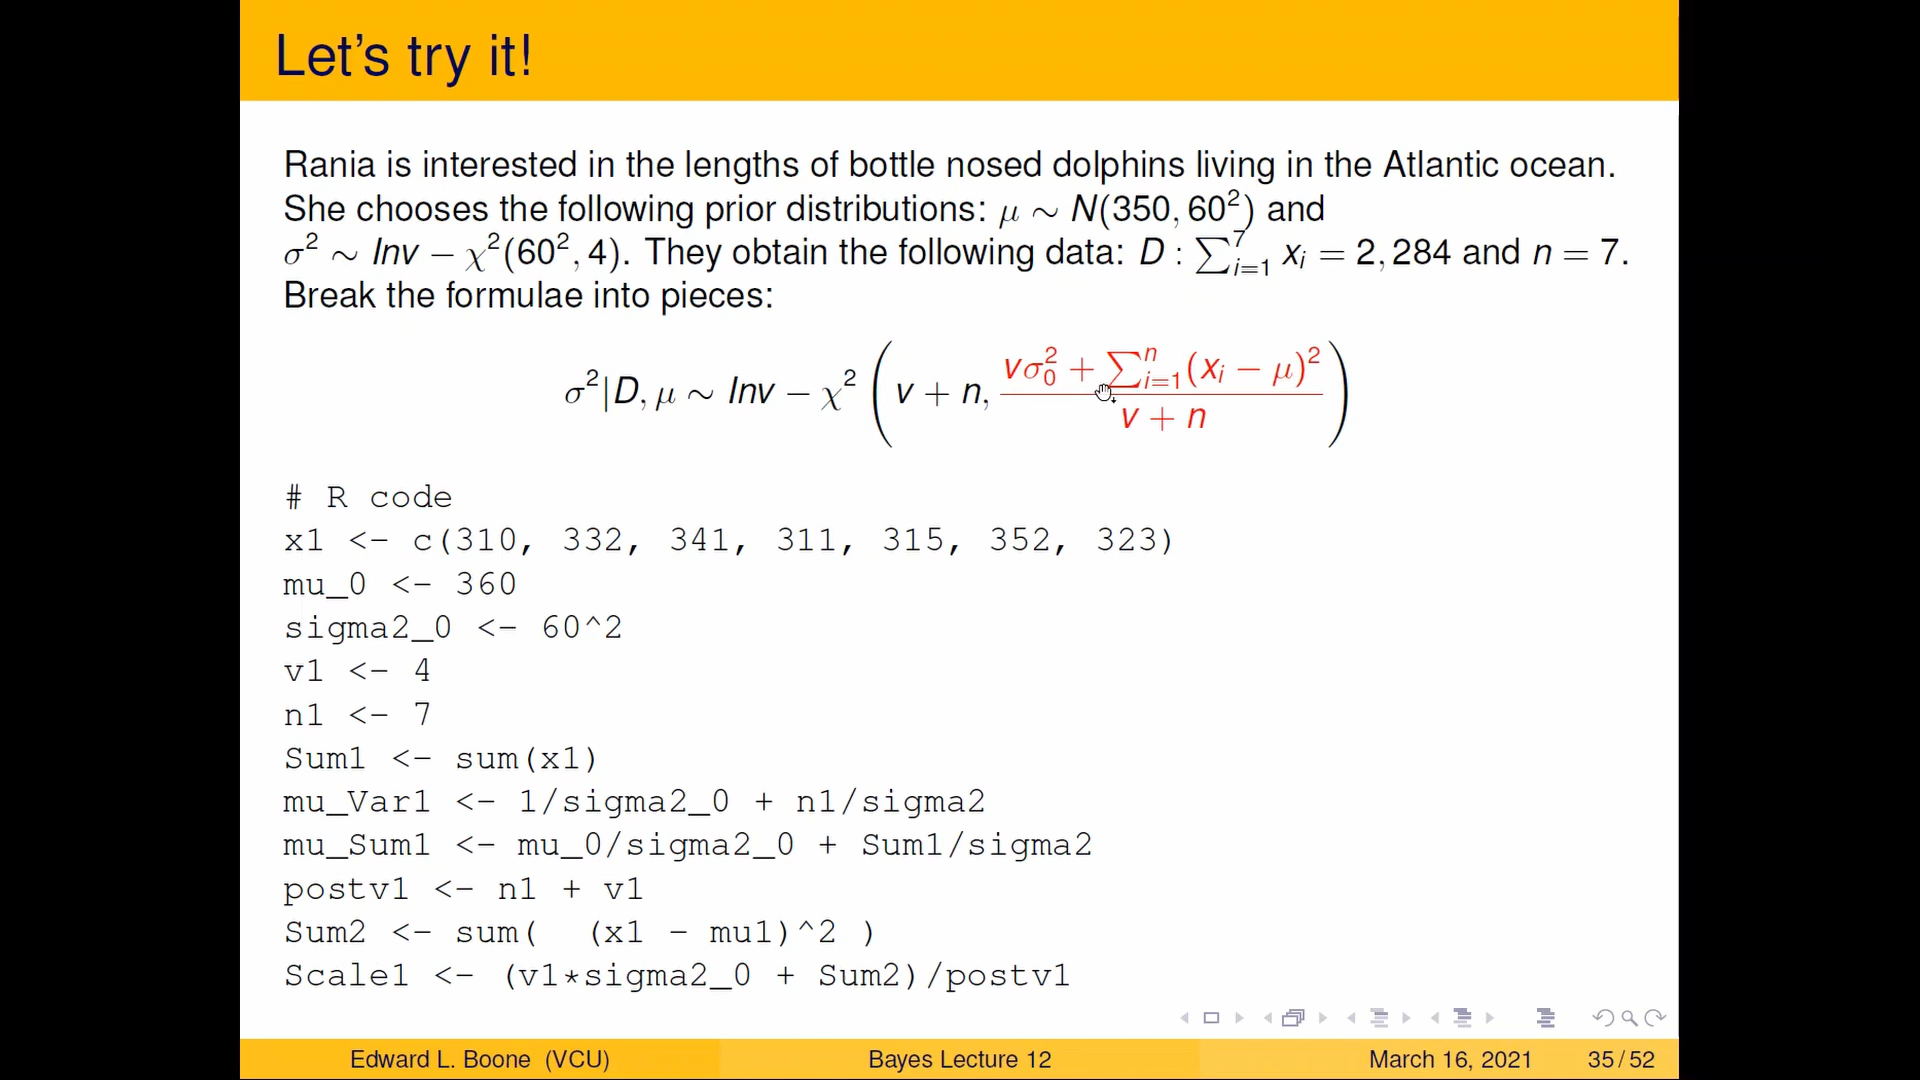 Let's try it!
Rania is interested in the lengths of bottle nosed dolphins living in the Atlantic ocean.
She chooses the following prior distributions: μ ∼ N(350, 60²) and
σ² ∼ Inv − χ²(60², 4). They obtain the following data: D : ∑⁷ᵢ₌₁ xᵢ = 2, 284 and n = 7.
Break the formulae into pieces:
σ²|D, μ ∼ Inv − χ² ( v + n, (vσ₀² + ∑ⁿᵢ₌₁(xᵢ − μ)²) / (v + n) )
# R code
x1 <- c(310, 332, 341, 311, 315, 352, 323)
mu_0 <- 360
sigma2_0 <- 60^2
v1 <- 4
n1 <- 7
Sum1 <- sum(x1)
mu_Var1 <- 1/sigma2_0 + n1/sigma2
mu_Sum1 <- mu_0/sigma2_0 + Sum1/sigma2
postv1 <- n1 + v1
Sum2 <- sum(  (x1 - mu1)^2 )
Scale1 <- (v1*sigma2_0 + Sum2)/postv1
Edward L. Boone (VCU) Bayes Lecture 12 March 16, 2021 35 / 52